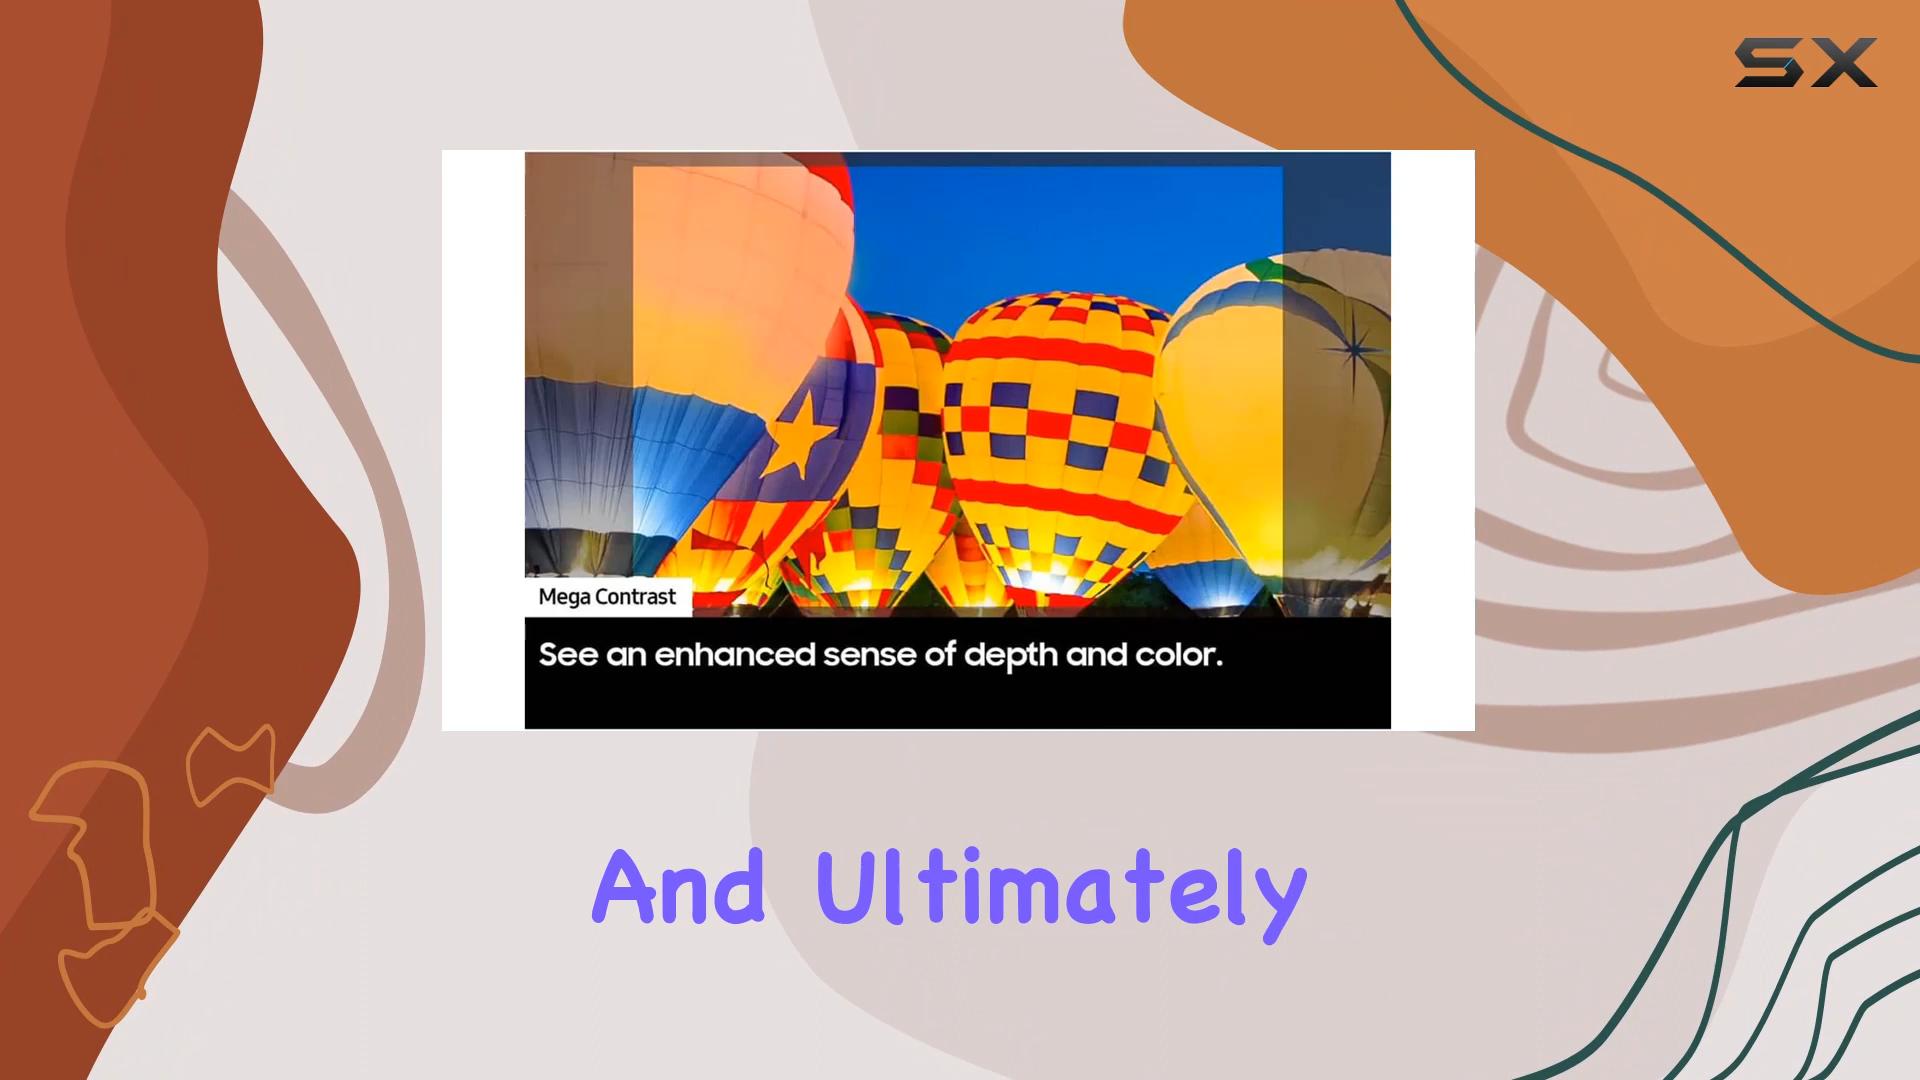 SX
Mega Contrast
See an enhanced sense of depth and color.
And Ultimately